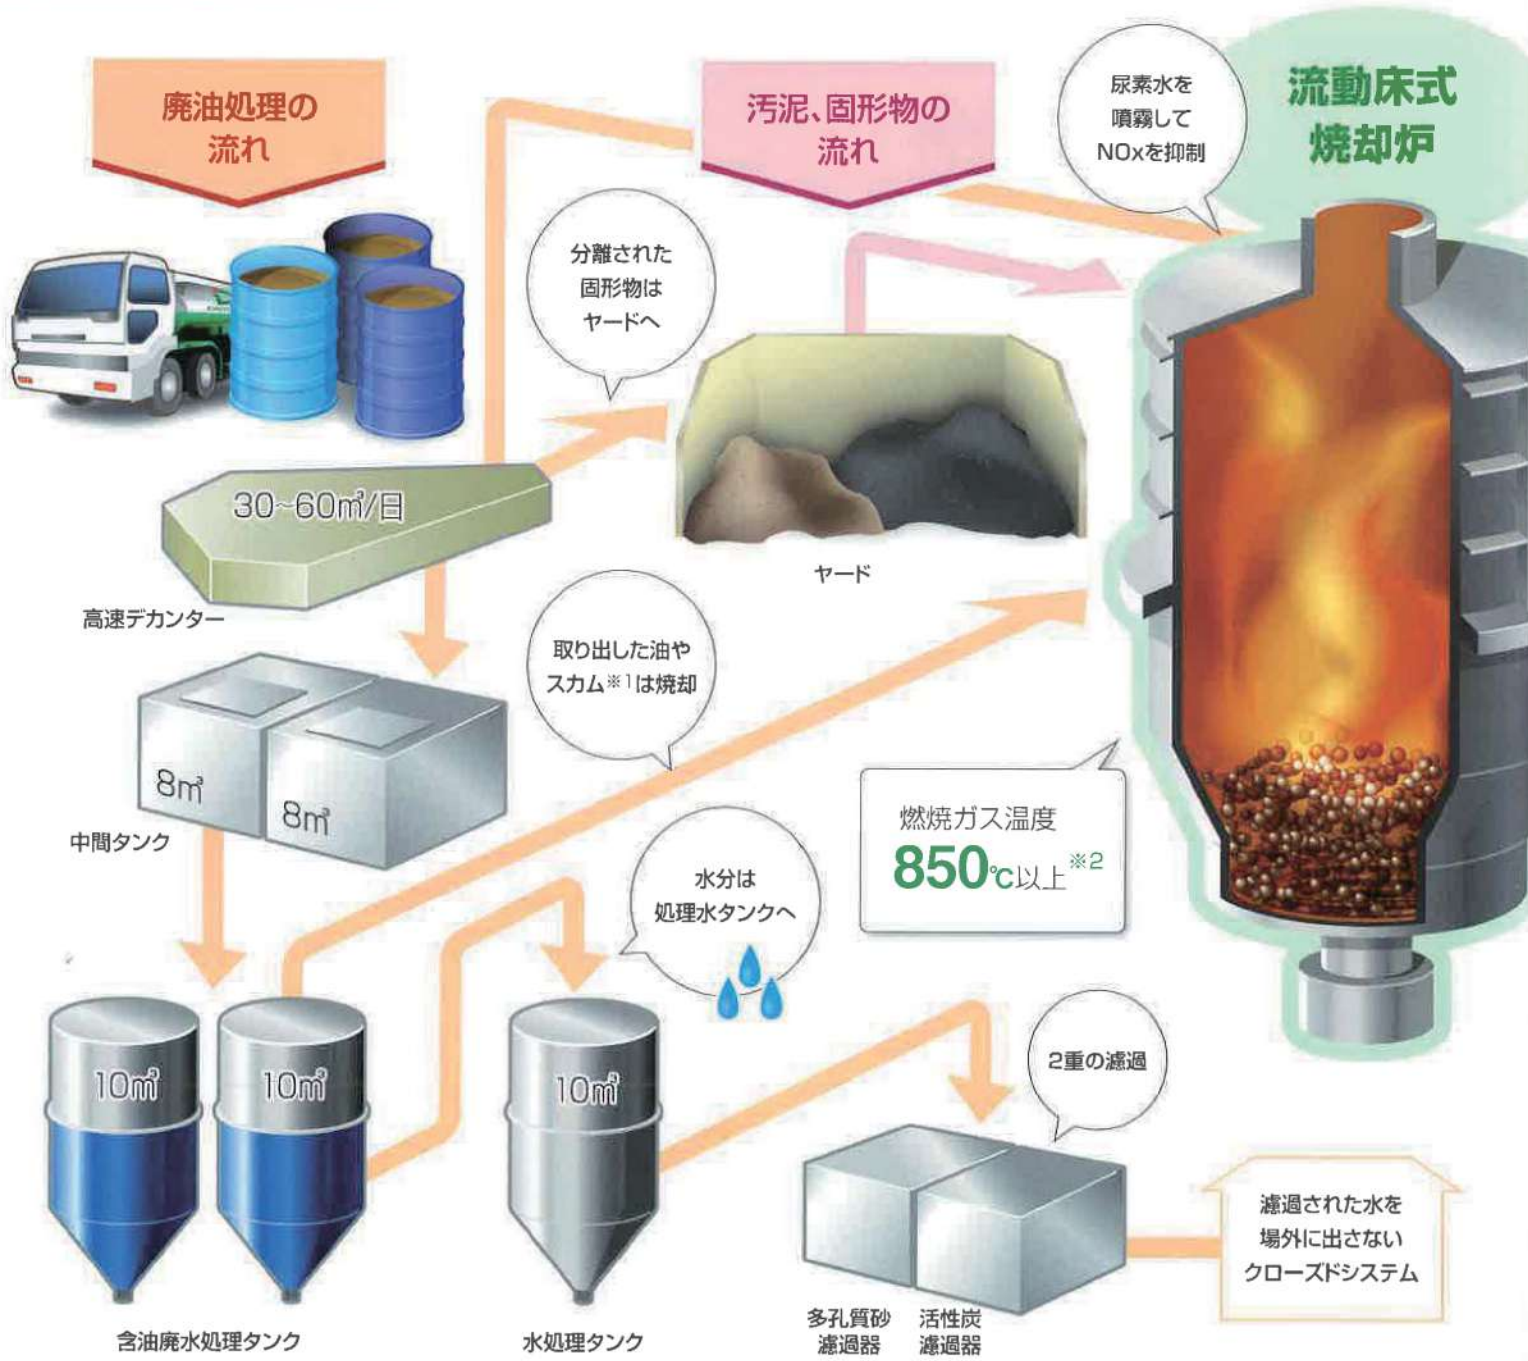 廃油処理の
流れ
汚泥、固形物の
流れ
尿素水を
噴霧して
NOxを抑制
流動床式
焼却炉
分離された
固形物は
ヤードへ
30~60㎥/日
高速デカンター
ヤード
取り出した油や
スカム※1は焼却
8㎥
8㎥
中間タンク
燃焼ガス温度
850℃以上※2
水分は
処理水タンクへ
10㎥
10㎥
10㎥
2重の濾過
含油廃水処理タンク
水処理タンク
多孔質砂
濾過器
活性炭
濾過器
濾過された水を
場外に出さない
クローズドシステム